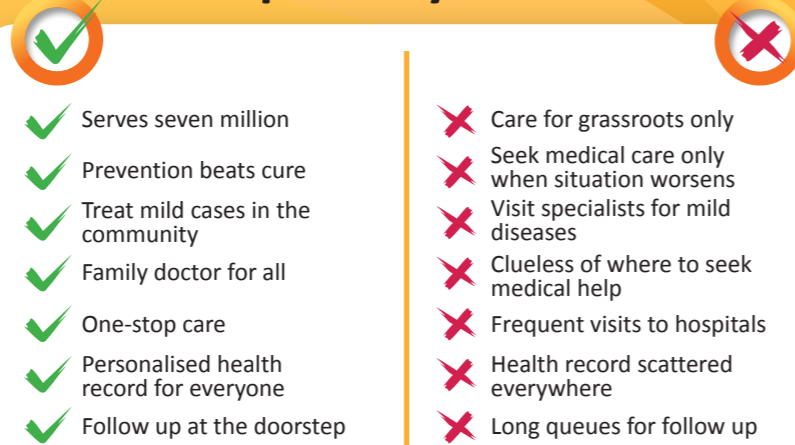 Serves seven million
Prevention beats cure
Treat mild cases in the
community
Family doctor for all
One-stop care
Personalised health
record for everyone
Follow up at the doorstep
Care for grassroots only
Seek medical care only
when situation worsens
Visit specialists for mild
diseases
Clueless of where to seek
medical help
Frequent visits to hospitals
Health record scattered
everywhere
Long queues for follow up